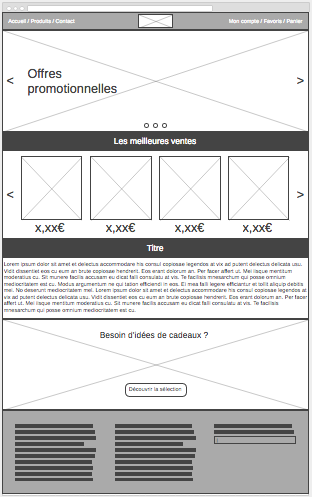 Accueil / Produits / Contact
Mon compte / Favoris / Panier
Offres
promotionnelles
Les meilleures ventes
x,xx€ x,xx€ x,xx€ x,xx€
Titre
Lorem ipsum dolor sit amet et delectus accommodare his consul copiosae legendos at vix ad putent delectus delicata usu.
Vidit dissentiet eos cu eum an brute copiosae hendrerit. Eos erant dolorum an. Per facer affert ut. Mei iisque mentitum
moderatius cu. Sit munere facilis accusam eu dicat falli consulatu at vis. Te facilisis mnesarchum qui posse omnium
mediocritatem est cu. Modus argumentum ne qui tation efficiendi in eos. Ei mea falli legere efficiantur et tollit aliquip debitis
mei. No deserunt mediocritatem mel. Lorem ipsum dolor sit amet et delectus accommodare his consul copiosae legendos at
vix ad putent delectus delicata usu. Vidit dissentiet eos cu eum an brute copiosae hendrerit. Eos erant dolorum an. Per facer
affert ut. Mei iisque mentitum moderatius cu. Sit munere facilis accusam eu dicat falli consulatu at vis. Te facilisis
mnesarchum qui posse omnium mediocritatem est cu.
Besoin d'idées de cadeaux ?
Découvrir la sélection